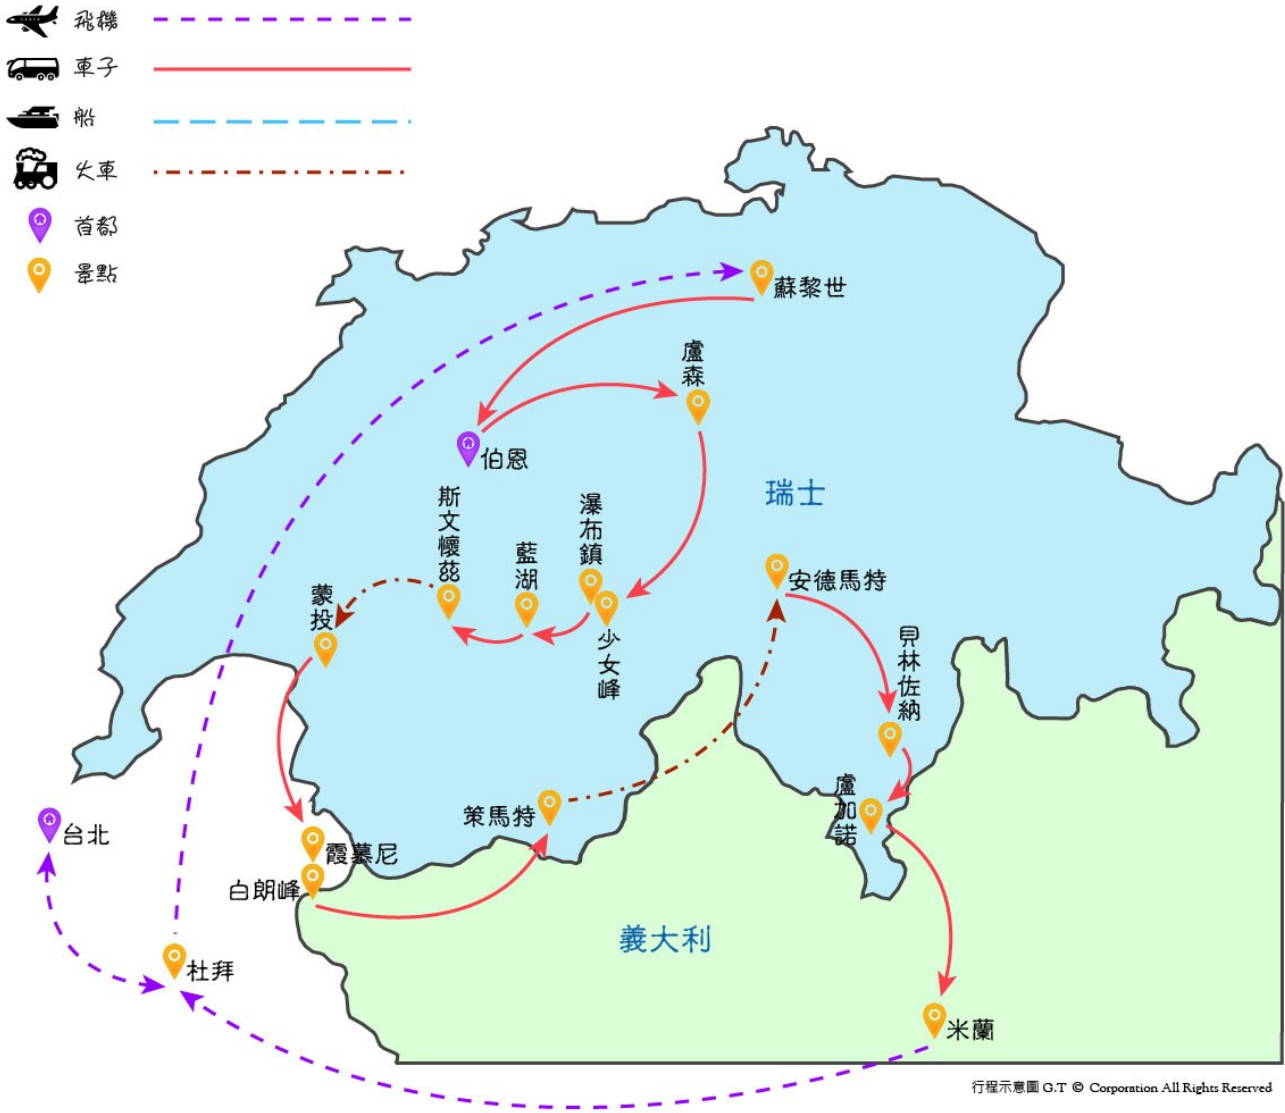 飛機
車子
船
火車
首都
景點
蘇黎世
盧森
伯恩
瑞士
斯文懷茲
藍湖
瀑布鎮
安德馬特
蒙投
少女峰
貝林佐納
策馬特
盧加諾
台北
霞慕尼
白朗峰
義大利
杜拜
米蘭
行程示意圖 G.T © Corporation All Rights Reserved